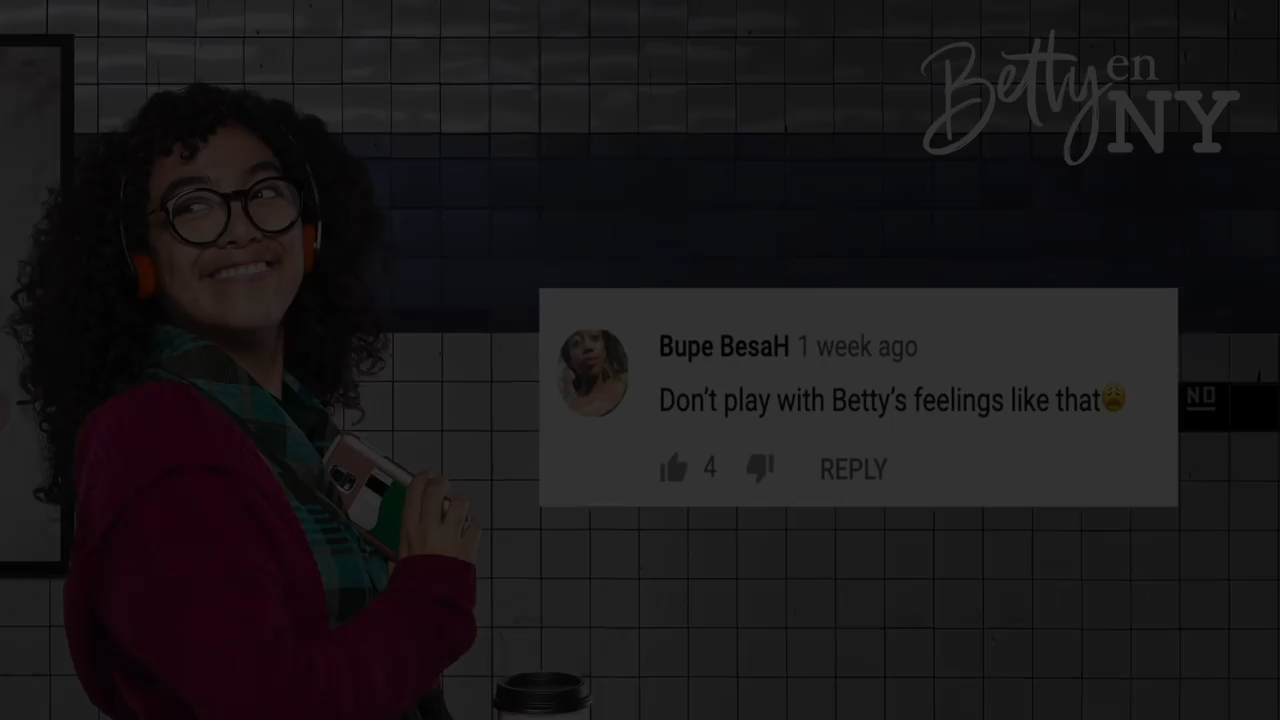 Betty en
NY
Bupe BesaH 1 week ago
Don't play with Betty's feelings like that😩
NO
4 REPLY